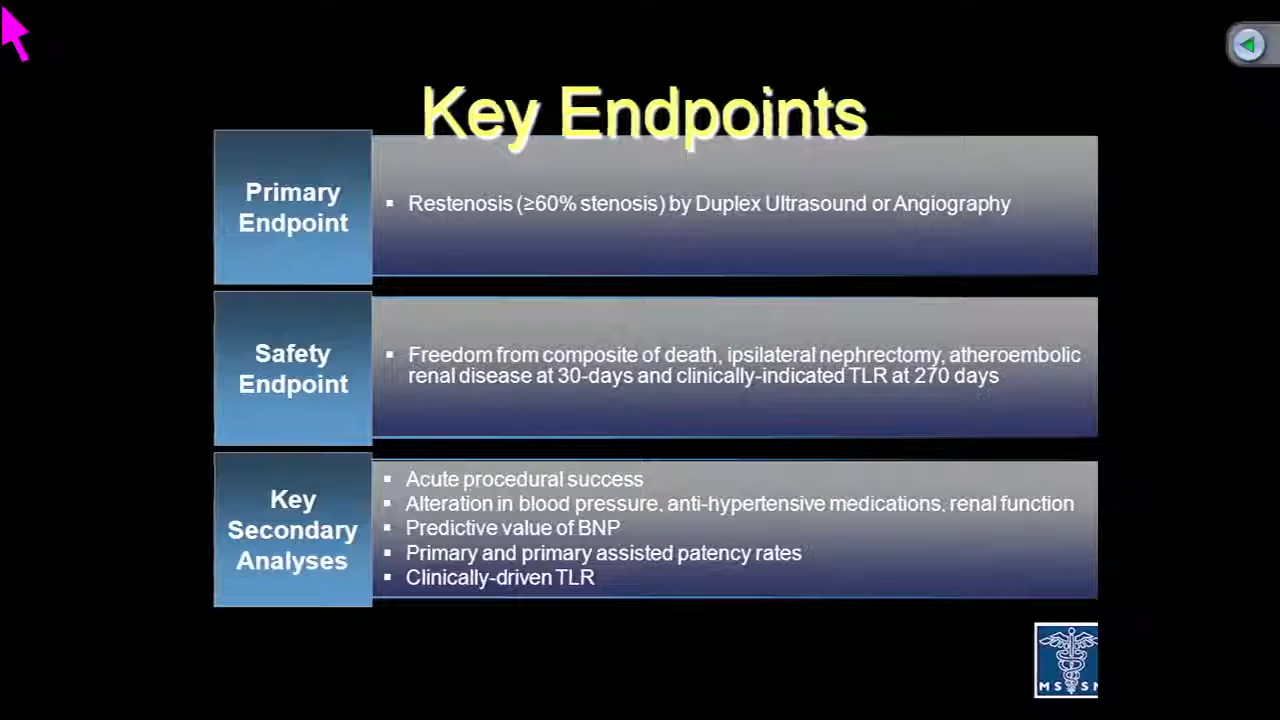 Key Endpoints
Primary
Endpoint
▪ Restenosis (≥60% stenosis) by Duplex Ultrasound or Angiography
Safety
Endpoint
▪ Freedom from composite of death, ipsilateral nephrectomy, atheroembolic
renal disease at 30-days and clinically-indicated TLR at 270 days
Key
Secondary
Analyses
▪ Acute procedural success
▪ Alteration in blood pressure, anti-hypertensive medications, renal function
▪ Predictive value of BNP
▪ Primary and primary assisted patency rates
▪ Clinically-driven TLR